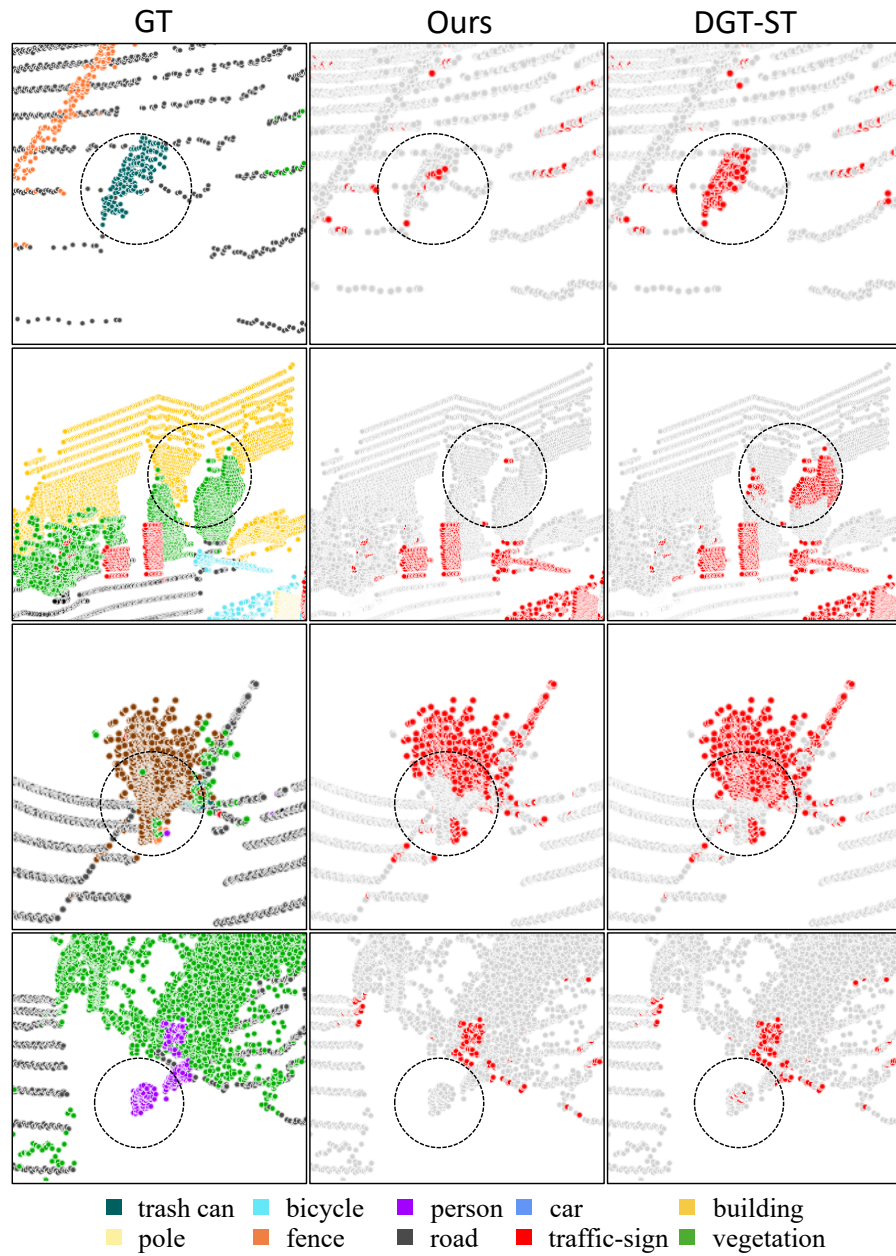 GT Ours DGT-ST
trash can bicycle person car building
pole fence road traffic-sign vegetation